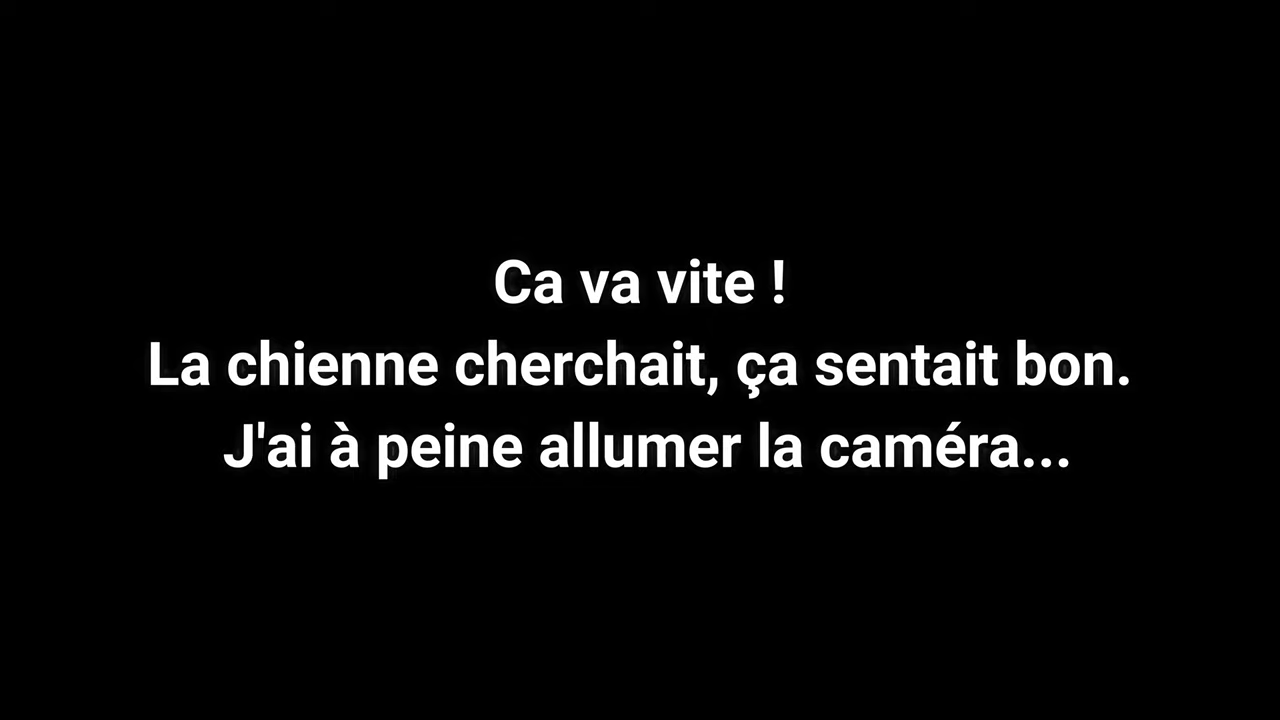 Ca va vite !
La chienne cherchait, ça sentait bon.
J'ai à peine allumer la caméra...